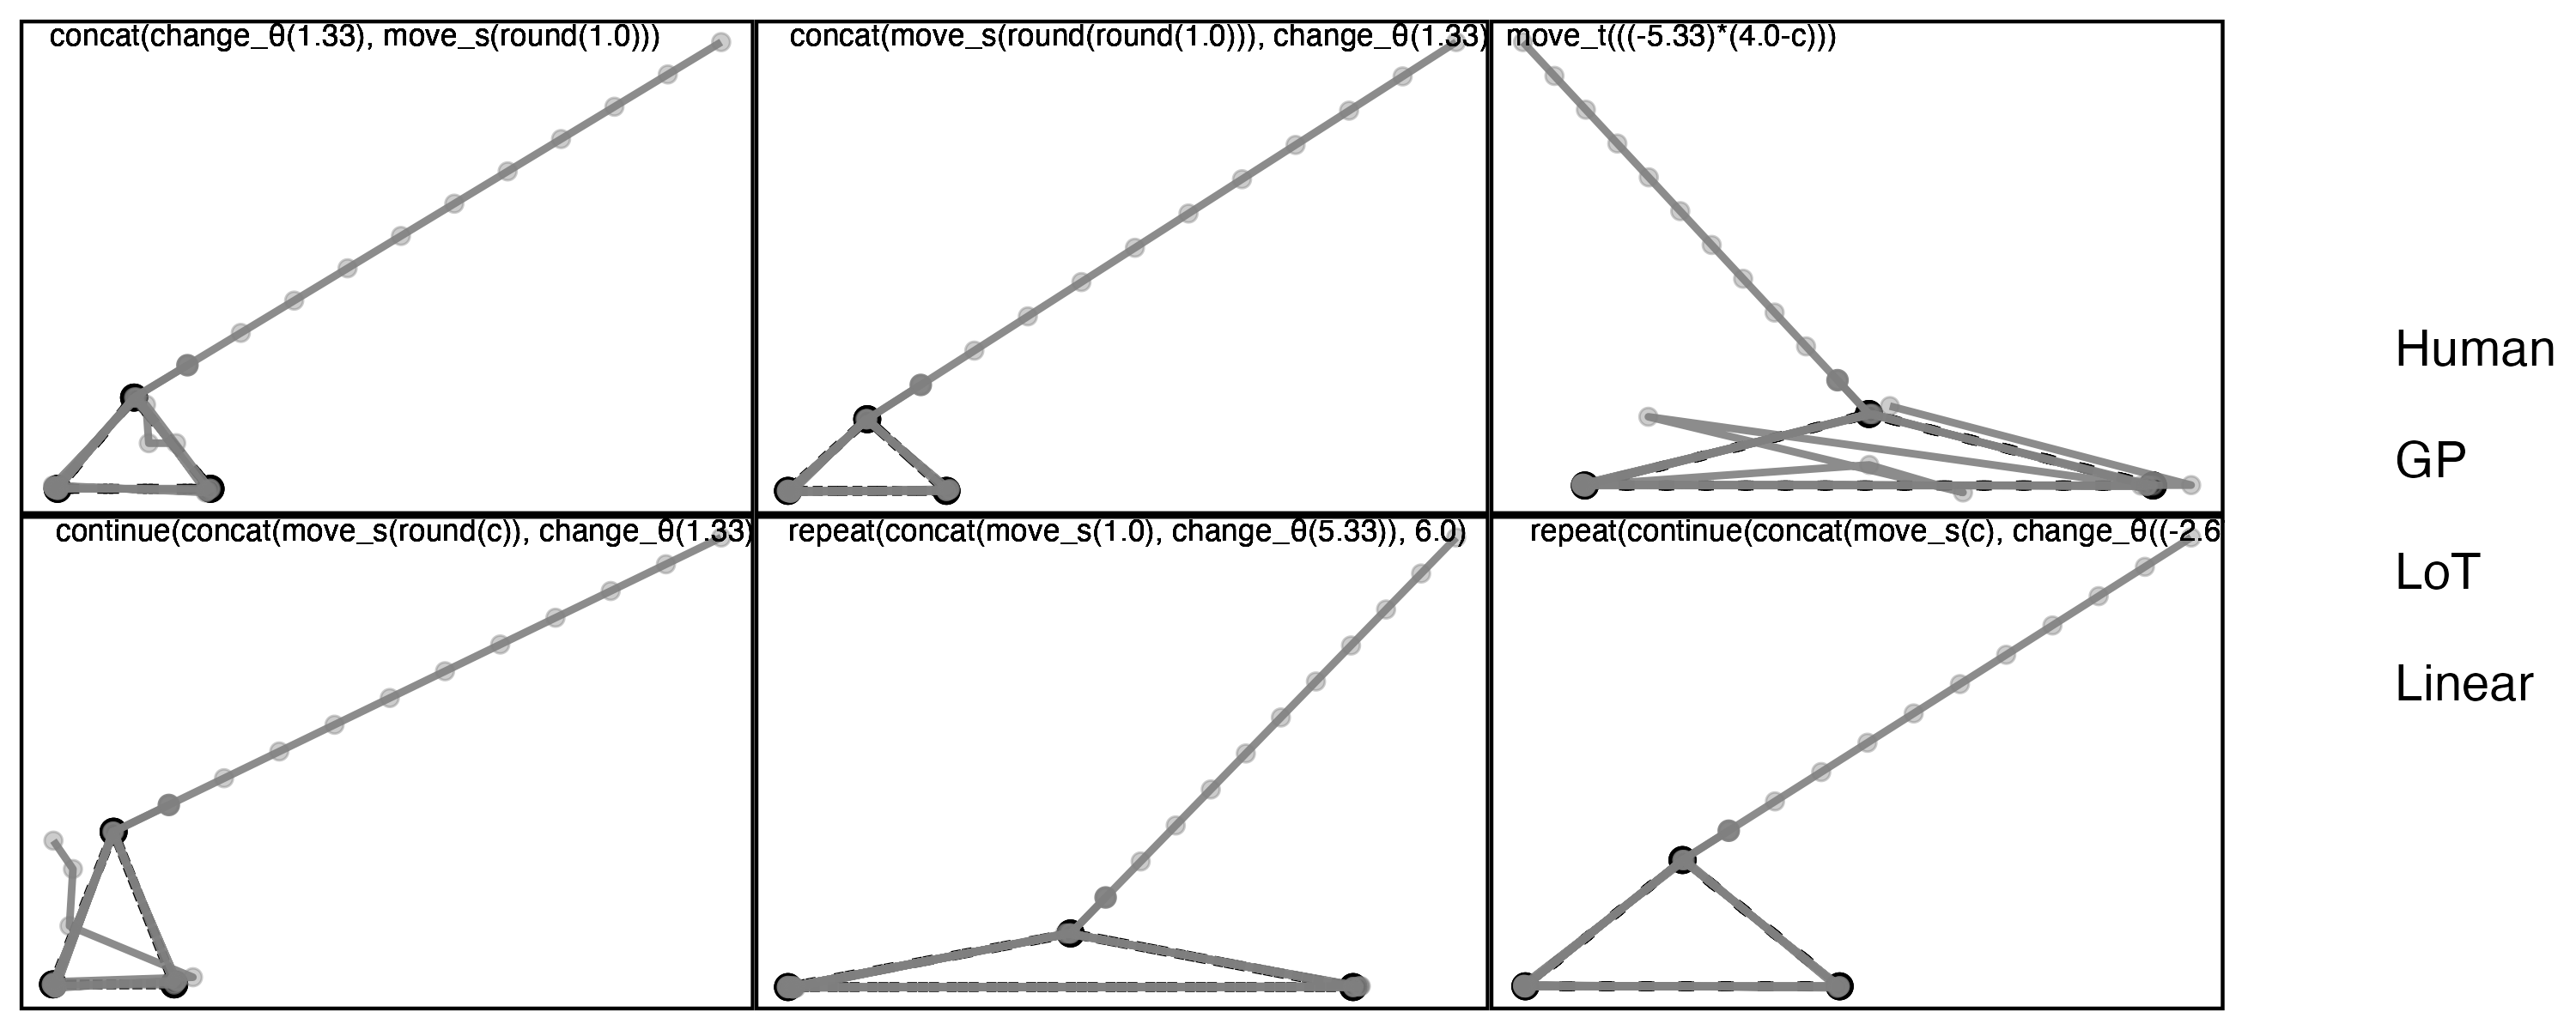 concat(change_θ(1.33), move_s(round(1.0)))
concat(move_s(round(round(1.0))), change_θ(1.33)
move_t(((-5.33)*(4.0-c)))
continue(concat(move_s(round(c)), change_θ(1.33)
repeat(concat(move_s(1.0), change_θ(5.33)), 6.0)
repeat(continue(concat(move_s(c), change_θ((-2.6
Human
GP
LoT
Linear